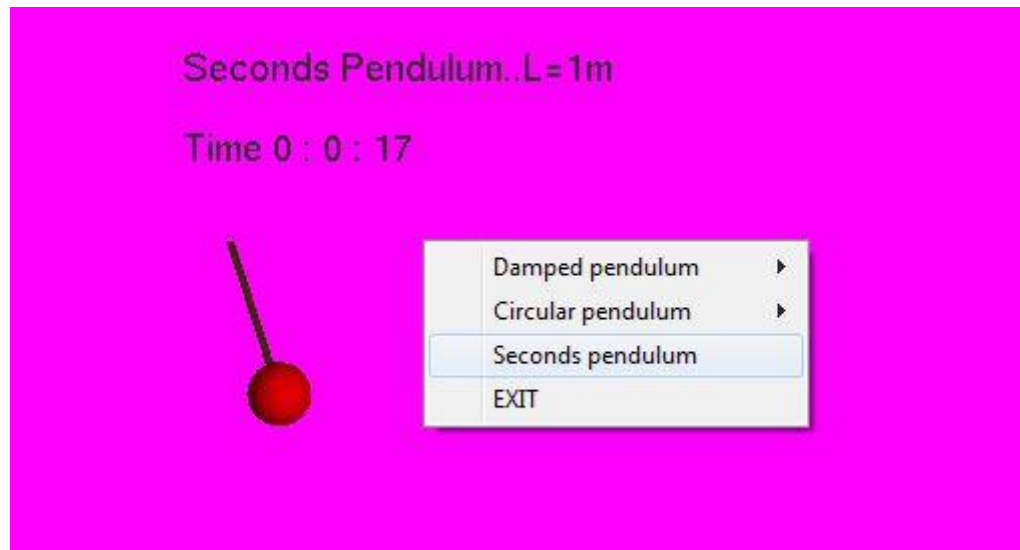 Seconds Pendulum..L=1m
Time 0 : 0 : 17
Damped pendulum
Circular pendulum
Seconds pendulum
EXIT